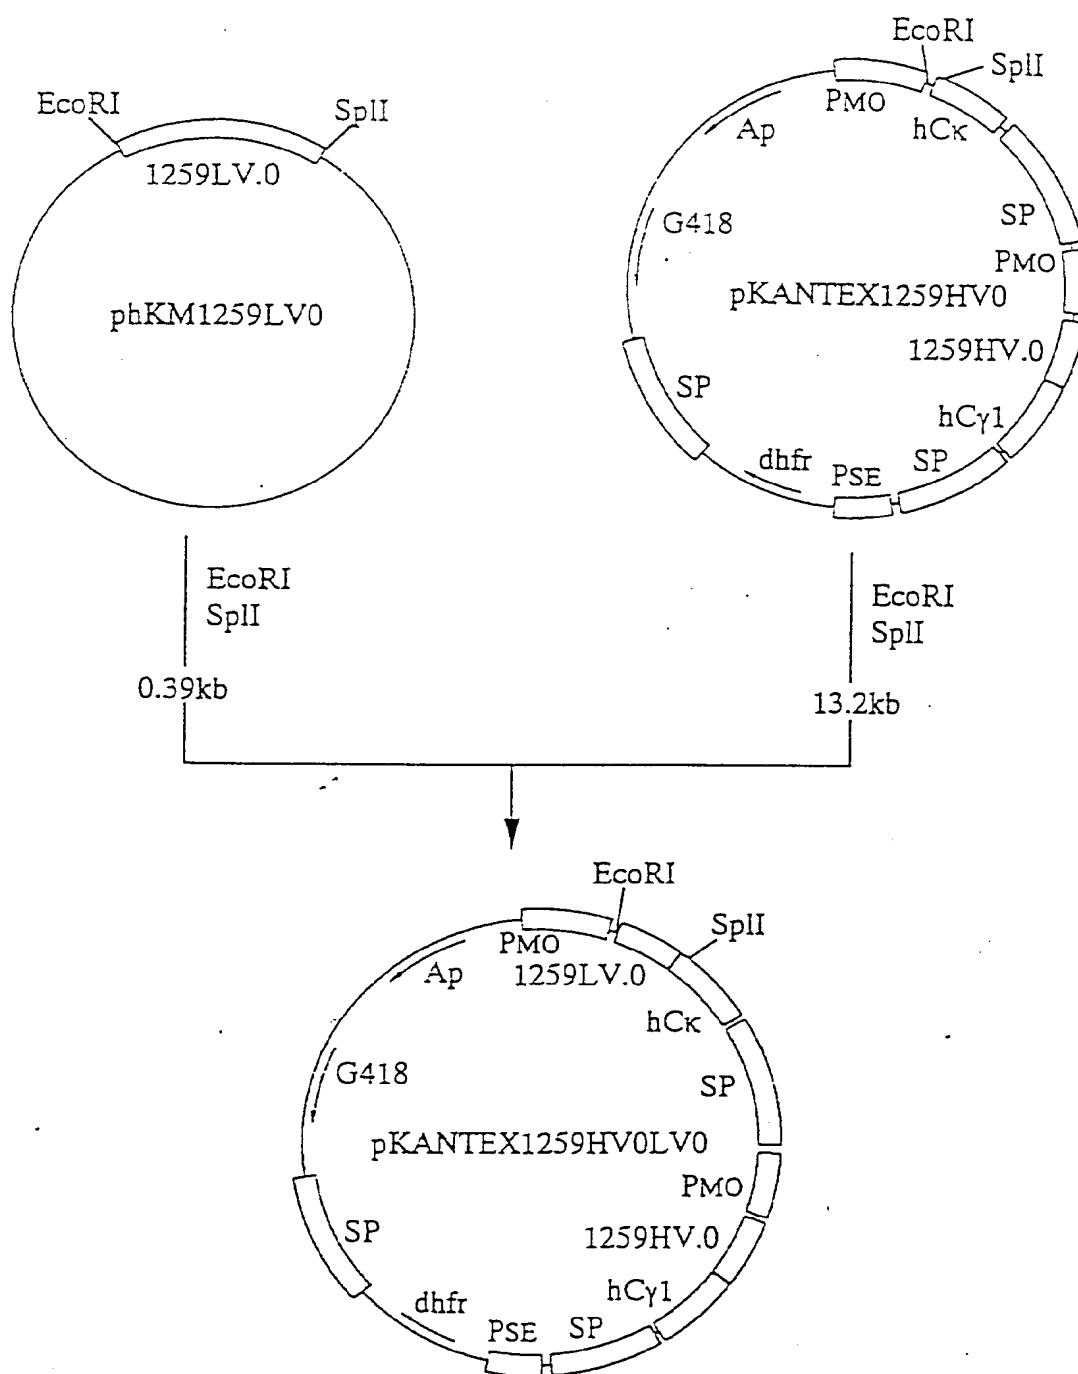 EcoRI
SplI
1259LV.0
phKM1259LV0
EcoRI
SplII
PMO
Ap
hCκ
SP
G418
PMO
pKANTEX1259HV0
1259HV.0
SP
hCγ1
dhfr
PSE
SP
EcoRI
SplI
0.39kb
EcoRI
SplI
13.2kb
EcoRI
SplI
PMO
1259LV.0
Ap
hCκ
G418
SP
pKANTEX1259HV0LV0
PMO
SP
1259HV.0
hCγ1
dhfr
PSE
SP